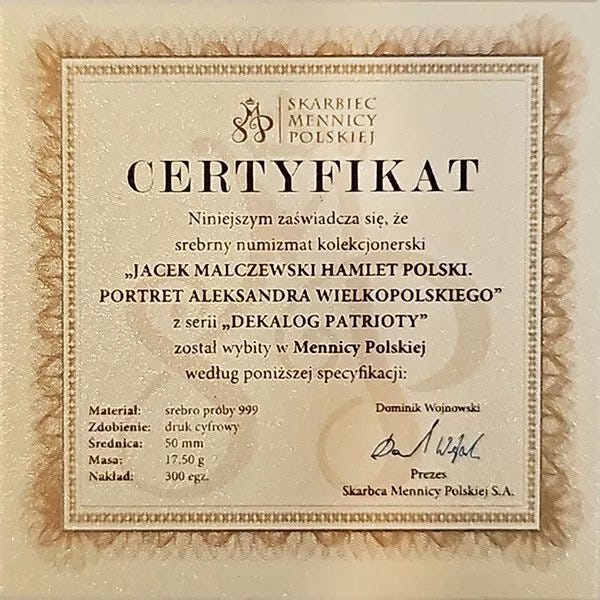 SKARBIEC
MENNICY
POLSKIEJ
CERTYFIKAT
Niniejszym zaświadcza się, że
srebrny numizmat kolekcjonerski
„JACEK MALCZEWSKI HAMLET POLSKI.
PORTRET ALEKSANDRA WIELKOPOLSKIEGO”
z serii „DEKALOG PATRIOTY”
został wybity w Mennicy Polskiej
według poniższej specyfikacji:
Materiał: srebro próby 999
Zdobienie: druk cyfrowy
Średnica: 50 mm
Masa: 17.50 g
Nakład: 300 egz.
Dominik Wojnowski
Prezes
Skarbca Mennicy Polskiej S.A.